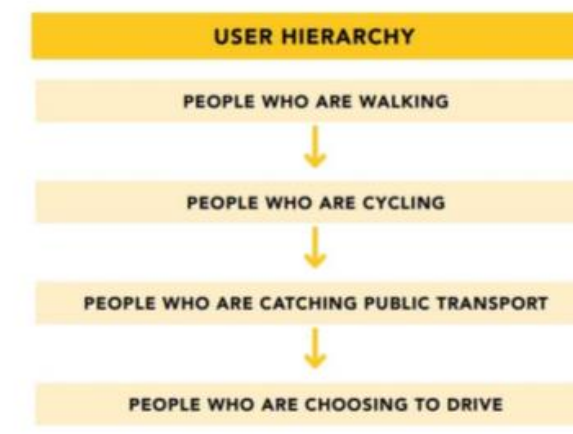 USER HIERARCHY
PEOPLE WHO ARE WALKING
PEOPLE WHO ARE CYCLING
PEOPLE WHO ARE CATCHING PUBLIC TRANSPORT
PEOPLE WHO ARE CHOOSING TO DRIVE